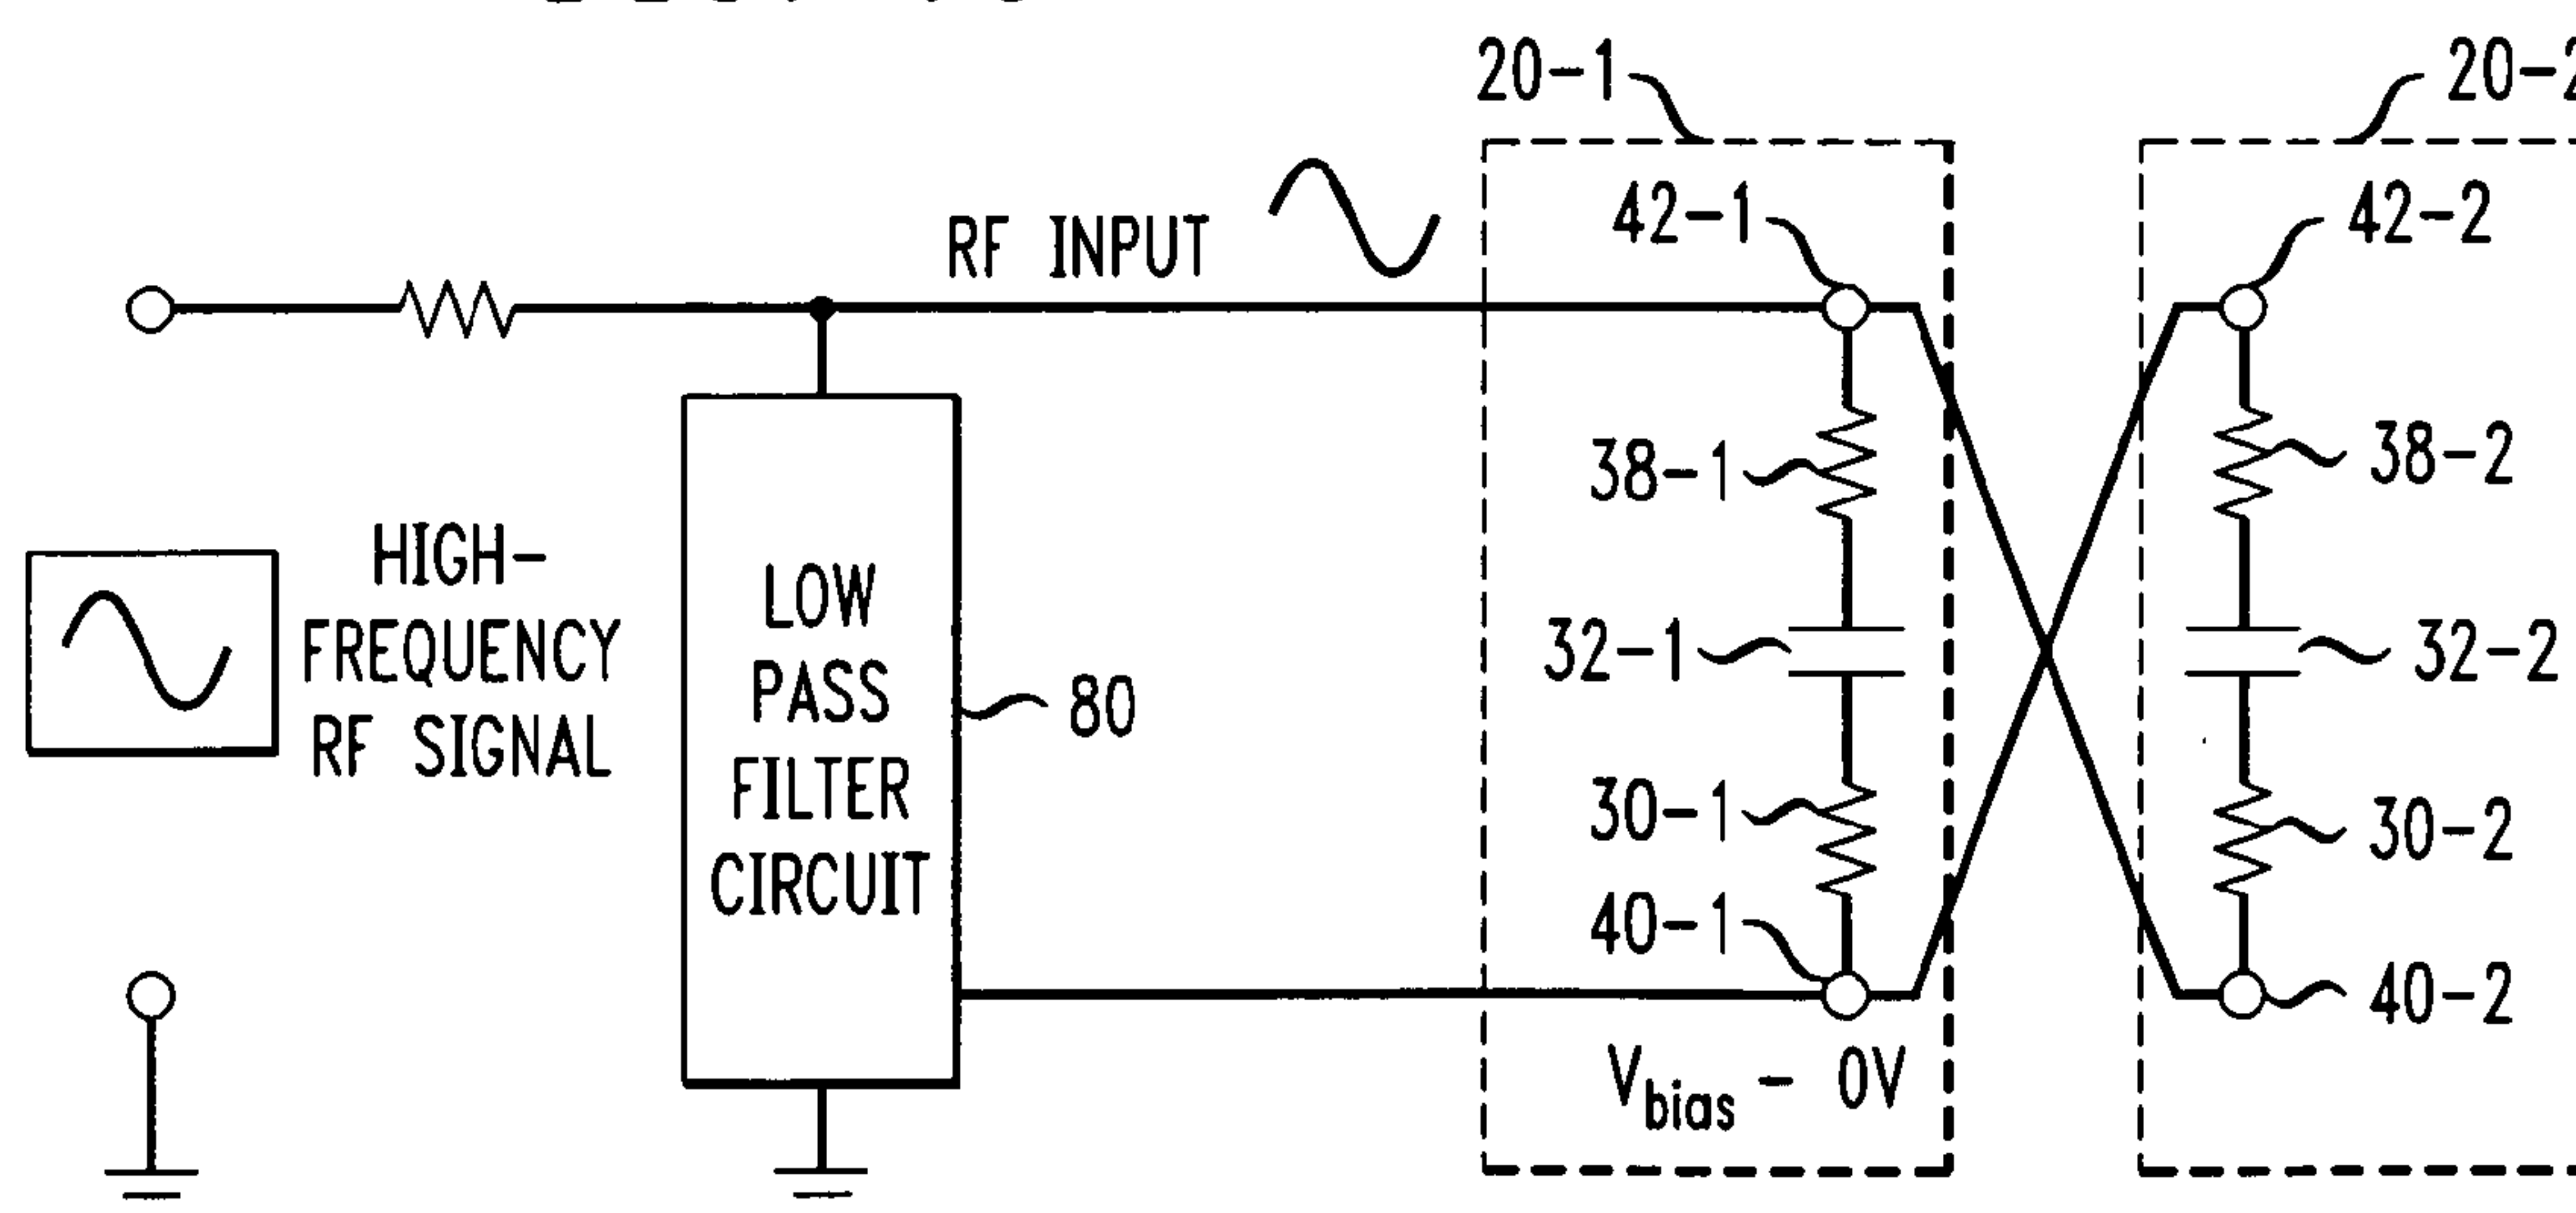 20-1
20-2
42-1
42-2
RF INPUT
38-1
38-2
HIGH-
FREQUENCY
RF SIGNAL
LOW
PASS
FILTER
CIRCUIT
80
32-1
32-2
30-1
30-2
40-1
40-2
Vbias - 0V